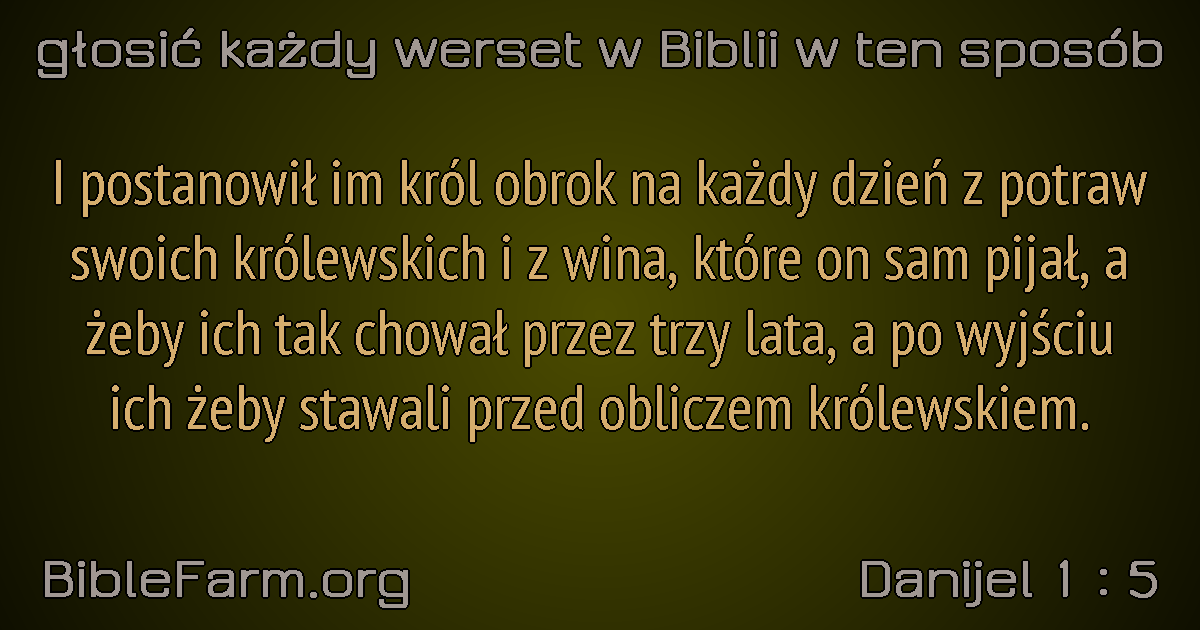 głosić każdy werset w Biblii w ten sposób
I postanowił im król obrok na każdy dzień z potraw
swoich królewskich i z wina, które on sam pijał, a
żeby ich tak chował przez trzy lata, a po wyjściu
ich żeby stawali przed obliczem królewskiem.
BibleFarm.org
Danijel 1 : 5